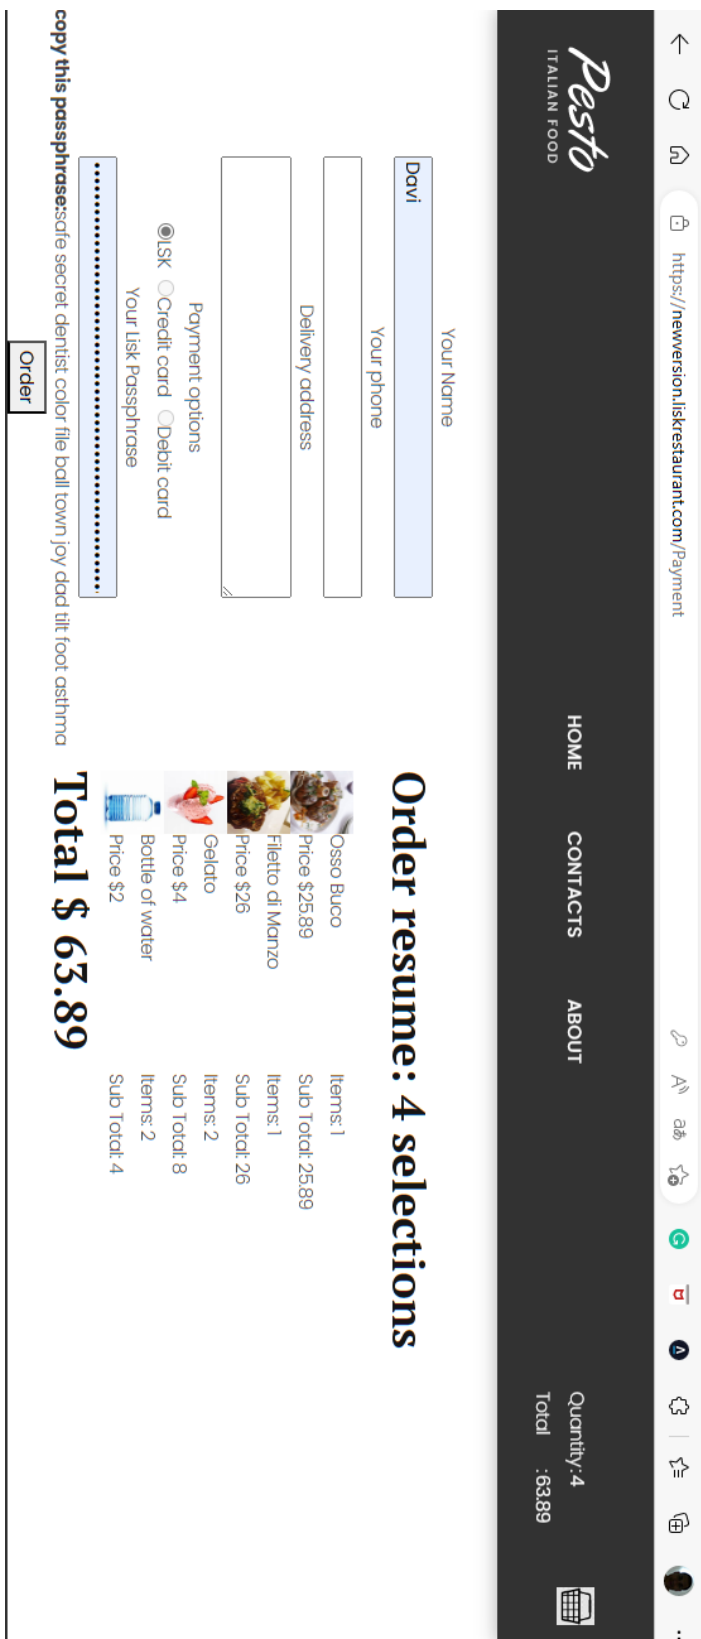 https://newversion.liskrestaurant.com/Payment
Pesto
ITALIAN FOOD
HOME
CONTACTS
ABOUT
Quantity:4
Total :63.89
Your Name
Davi
Your phone
Delivery address
Payment options
LSK Credit card Debit card
Your Lisk Passphrase
copy this passphrase:safe secret dentist color file ball town joy dad tilt foot asthma
Order
Order resume: 4 selections
Osso Buco Items: 1
Price $25.89 Sub Total: 25.89
Filetto di Manzo Items: 1
Price $26 Sub Total: 26
Gelato Items: 2
Price $4 Sub Total: 8
Bottle of water Items: 2
Price $2 Sub Total: 4
Total $ 63.89